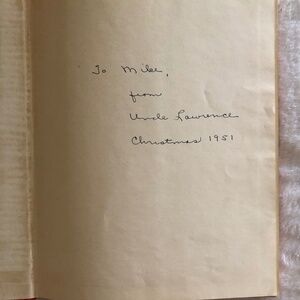 To Mike,
from
Uncle Lawrence
Christmas 1951